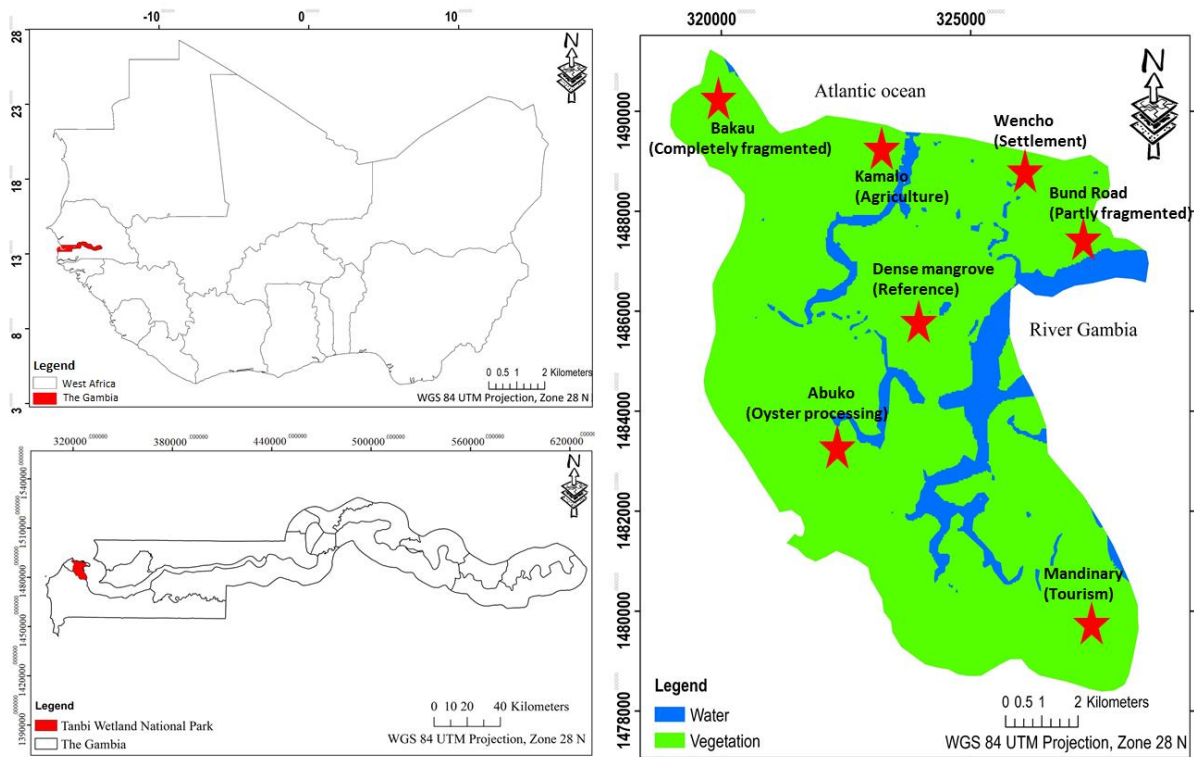 -10 0 10
28
23
18
13
8
3
N
Legend
West Africa
The Gambia
0 0.5 1 2 Kilometers
WGS 84 UTM Projection, Zone 28 N
320000 380000 440000 500000 560000 620000
1540000
1510000
1480000
1450000
1420000
1390000
N
Legend
Tanbi Wetland National Park
The Gambia
0 10 20 40 Kilometers
WGS 84 UTM Projection, Zone 28 N
320000 325000
1490000
1488000
1486000
1484000
1482000
1480000
1478000
N
Atlantic ocean
Bakau
(Completely fragmented)
Kamalo
(Agriculture)
Wencho
(Settlement)
Bund Road
(Partly fragmented)
Dense mangrove
(Reference)
River Gambia
Abuko
(Oyster processing)
Mandinary
(Tourism)
Legend
Water
Vegetation
0 0.5 1 2 Kilometers
WGS 84 UTM Projection, Zone 28 N